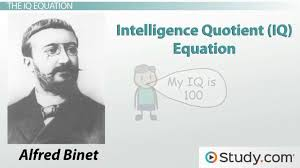 THE IQ EQUATION
Intelligence Quotient (IQ)
Equation
My IQ is
100
Alfred Binet
Study.com